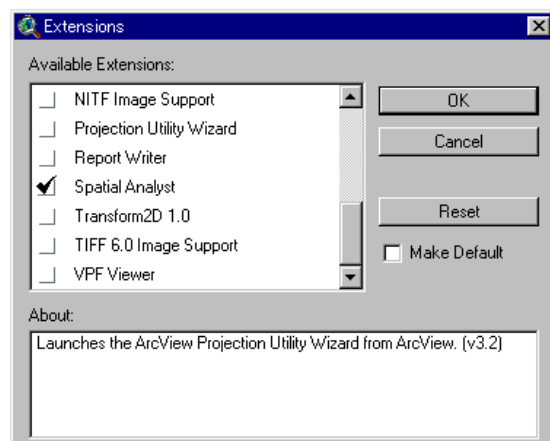 Extensions
Available Extensions:
NITF Image Support
Projection Utility Wizard
Report Writer
Spatial Analyst
Transform2D 1.0
TIFF 6.0 Image Support
VPF Viewer
OK
Cancel
Reset
Make Default
About:
Launches the ArcView Projection Utility Wizard from ArcView. (v3.2)